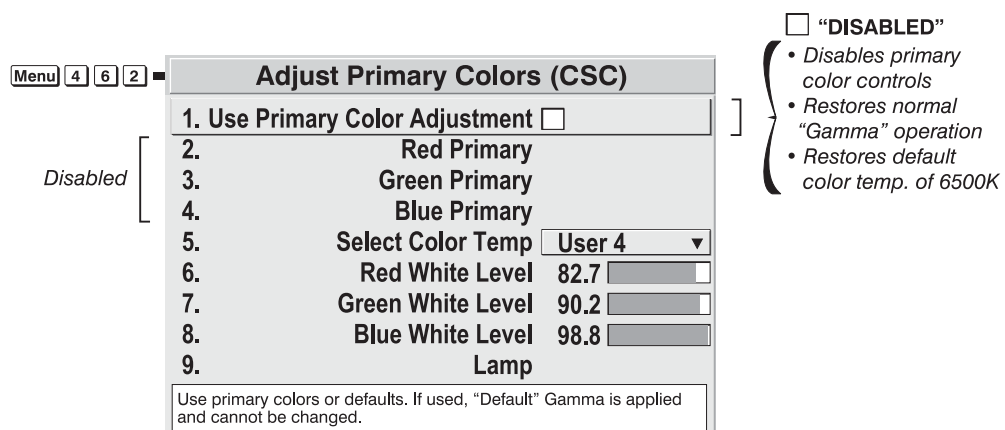 Menu 4 6 2
Adjust Primary Colors (CSC)
1. Use Primary Color Adjustment
2. Red Primary
3. Green Primary
4. Blue Primary
5. Select Color Temp User 4
6. Red White Level 82.7
7. Green White Level 90.2
8. Blue White Level 98.8
9. Lamp
Use primary colors or defaults. If used, “Default” Gamma is applied
and cannot be changed.
Disabled
“DISABLED”
• Disables primary
color controls
• Restores normal
“Gamma” operation
• Restores default
color temp. of 6500K